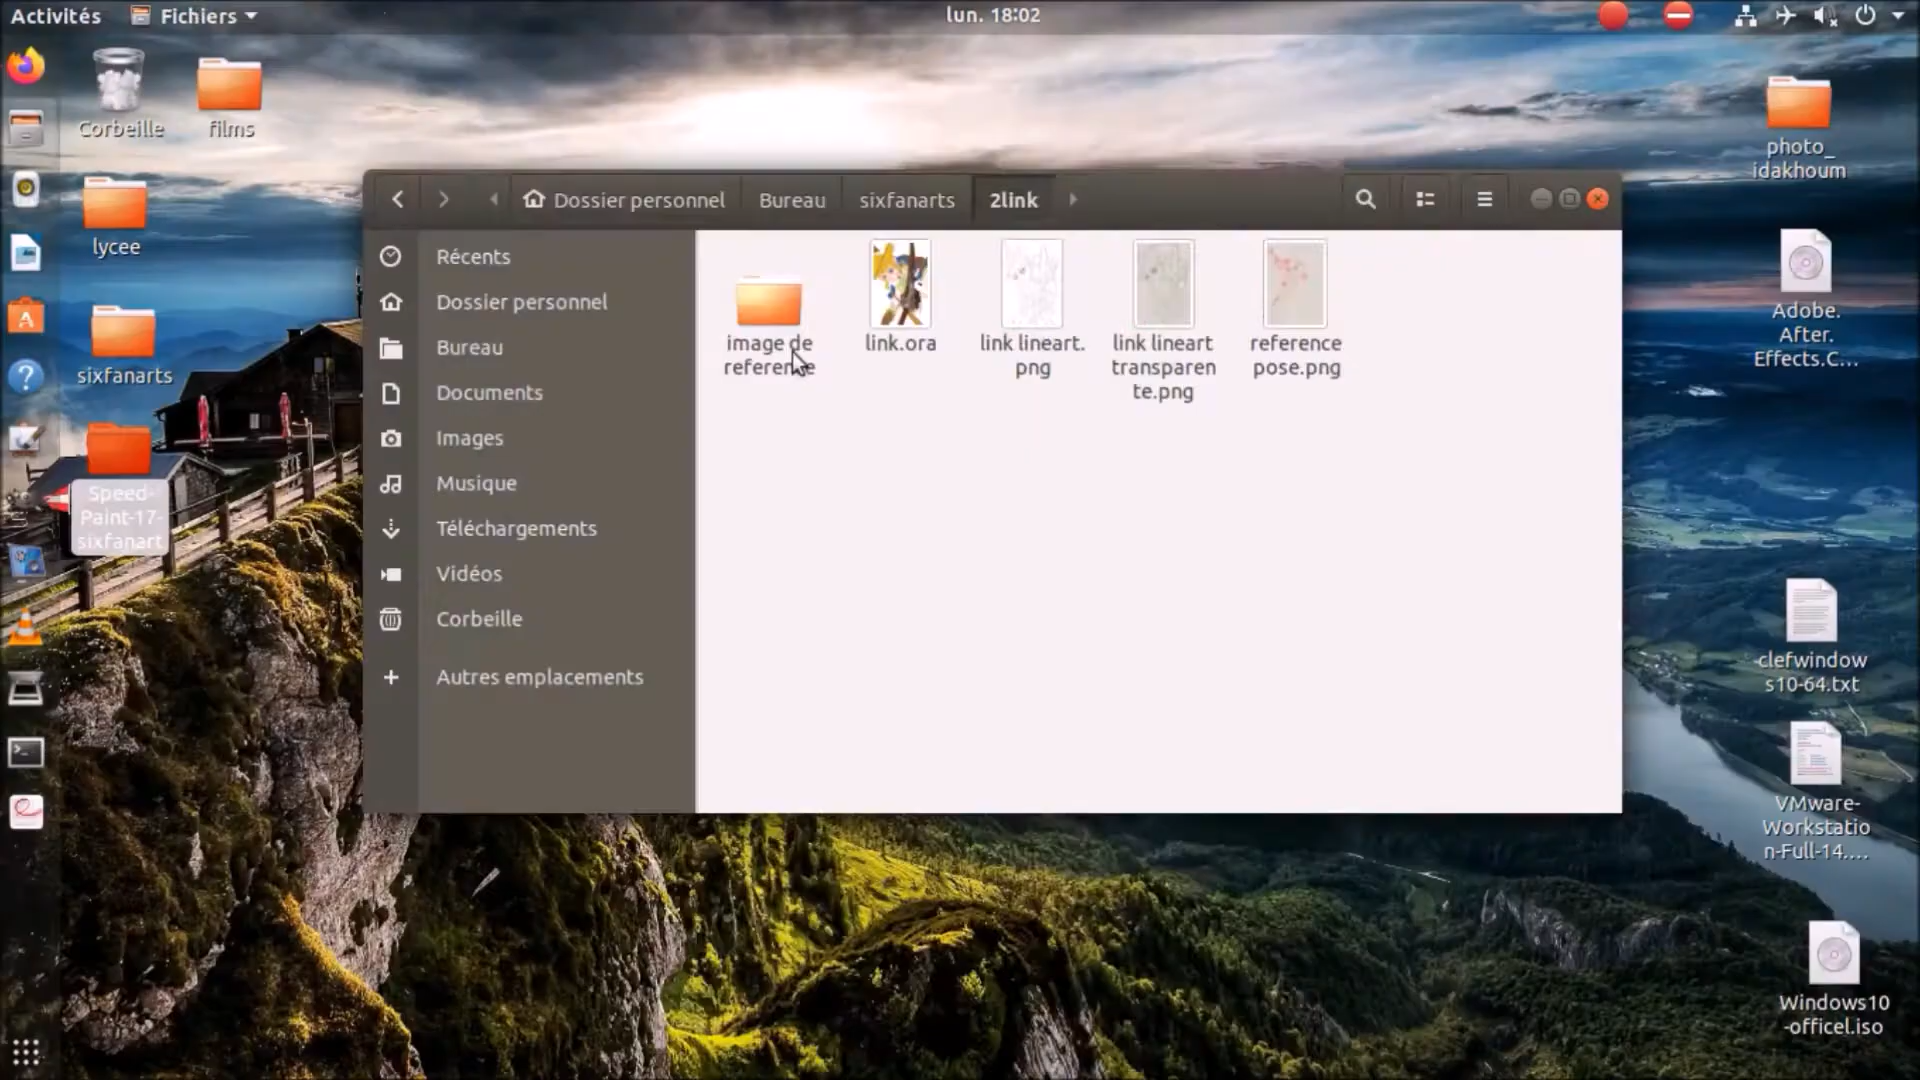 Activités
Fichiers
lun. 18:02
Corbeille
films
lycee
sixfanarts
Speed-
Paint-17-
sixfanart
Dossier personnel
Bureau
sixfanarts
2link
Récents
Dossier personnel
Bureau
Documents
Images
Musique
Téléchargements
Vidéos
Corbeille
Autres emplacements
image de
reference
link.ora
link lineart.
png
link lineart
transparen
te.png
reference
pose.png
photo_
idakhoum
Adobe.
After.
Effects.C...
clefwindow
s10-64.txt
VMware-
Workstatio
n-Full-14....
Windows10
-officel.iso